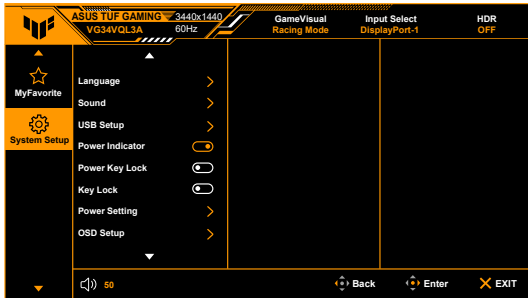 ASUS TUF GAMING 3440x1440
VG34VQL3A 60Hz
GameVisual
Racing Mode
Input Select
DisplayPort-1
HDR
OFF
MyFavorite
System Setup
Language
Sound
USB Setup
Power Indicator
Power Key Lock
Key Lock
Power Setting
OSD Setup
50
Back
Enter
EXIT